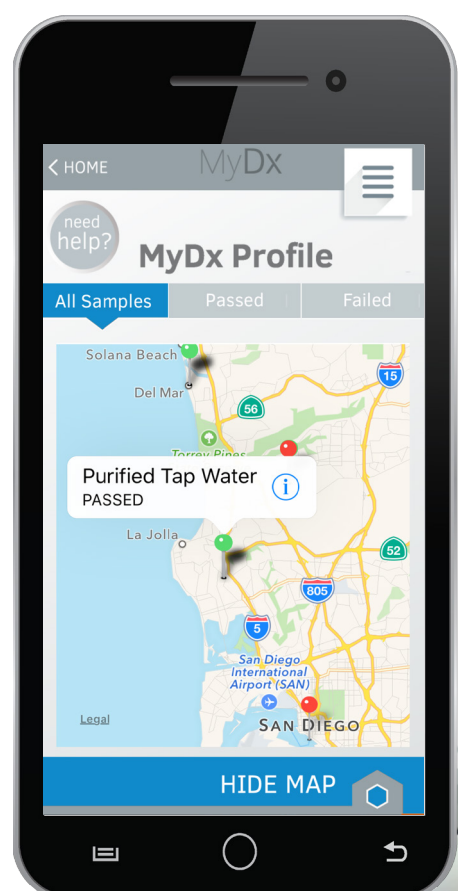 HOME
MyDx
need
help?
MyDx Profile
All Samples
Passed
Failed
Solana Beach
15
Del Mar
56
Torrey Pines
Purified Tap Water
PASSED
i
La Jolla
52
805
5
San Diego
International
Airport (SAN)
Legal
SAN DIEGO
HIDE MAP